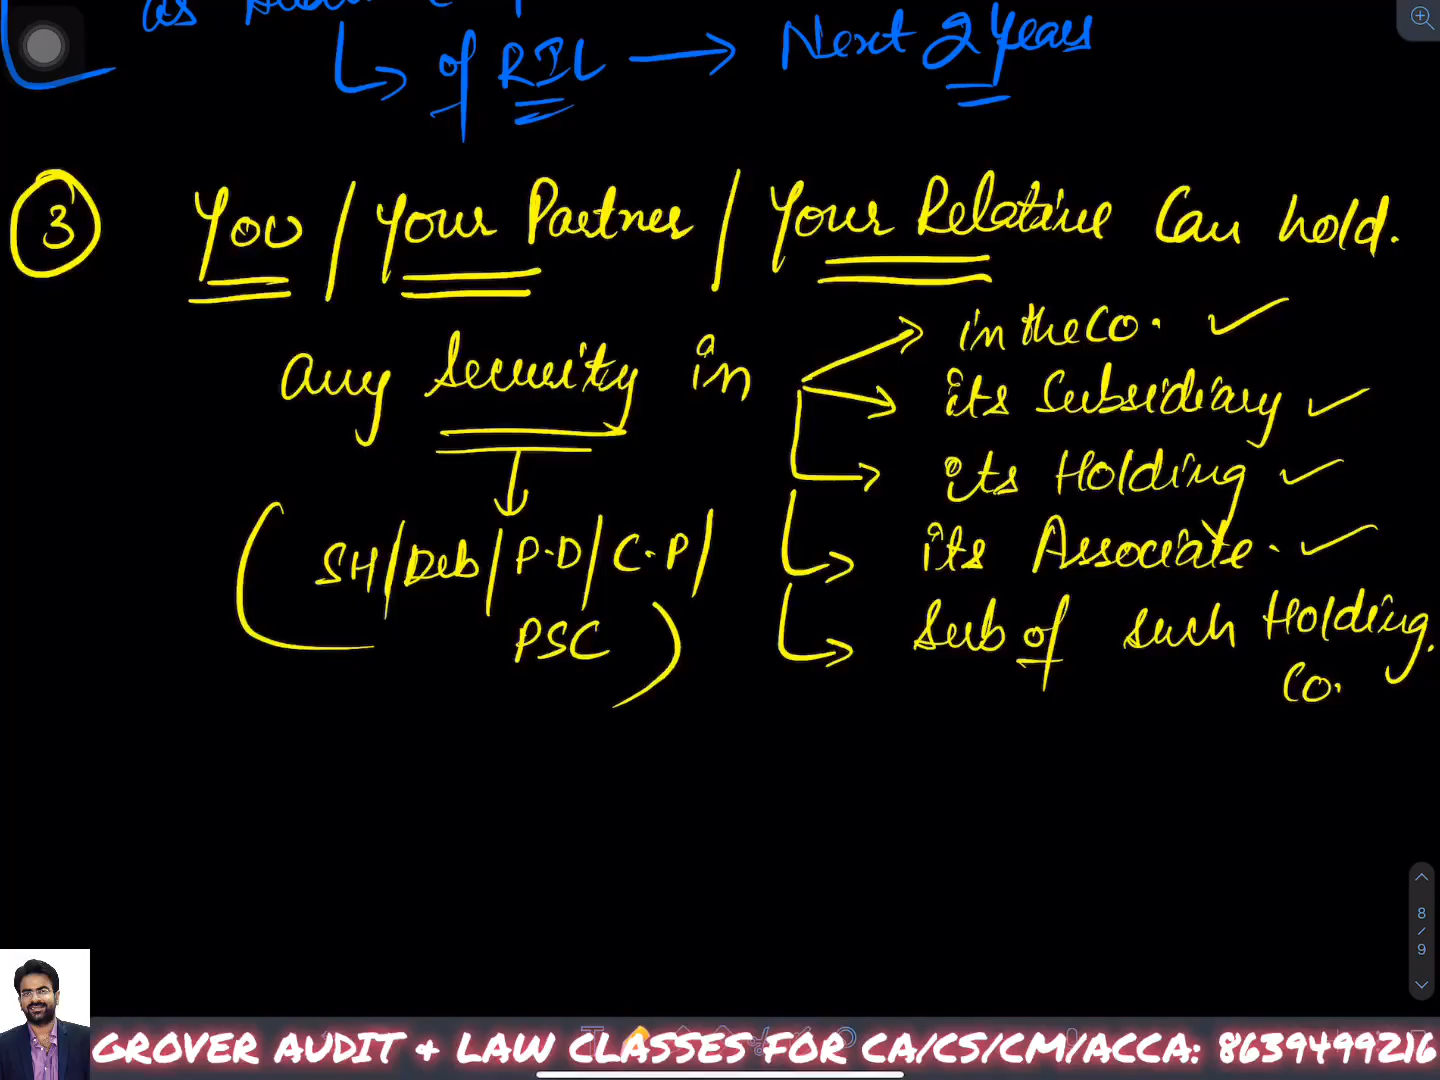 as
of RIL → Next 2 Years
③ You / Your Partner / Your Relative Can hold.
any Security in
→ in the Co. ✓
→ its Subsidiary ✓
→ its Holding ✓
→ its Associate. ✓
→ Sub of such Holding Co.
(SH/Deb/P.D/C.P/
PSC)
8
/
9
GROVER AUDIT & LAW CLASSES FOR CA/CS/CM/ACCA: 8639499216